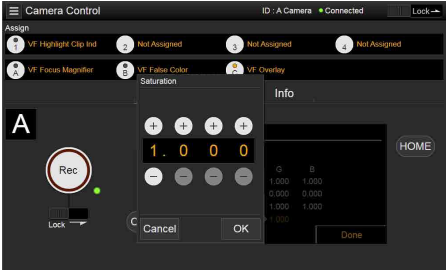 Camera Control ID : A Camera Connected Lock
Assign
1 VF Highlight Clip Ind 2 Not Assigned 3 Not Assigned 4 Not Assigned
A VF Focus Magnifier B VF False Color C VF Overlay
Saturation
Info
A
+ + + +
1. 0 0 0
− − − −
HOME
Rec
G B
1.000 1.000
0.000 0.000
1.000 1.000
1.000
Lock
C
Cancel OK
Done